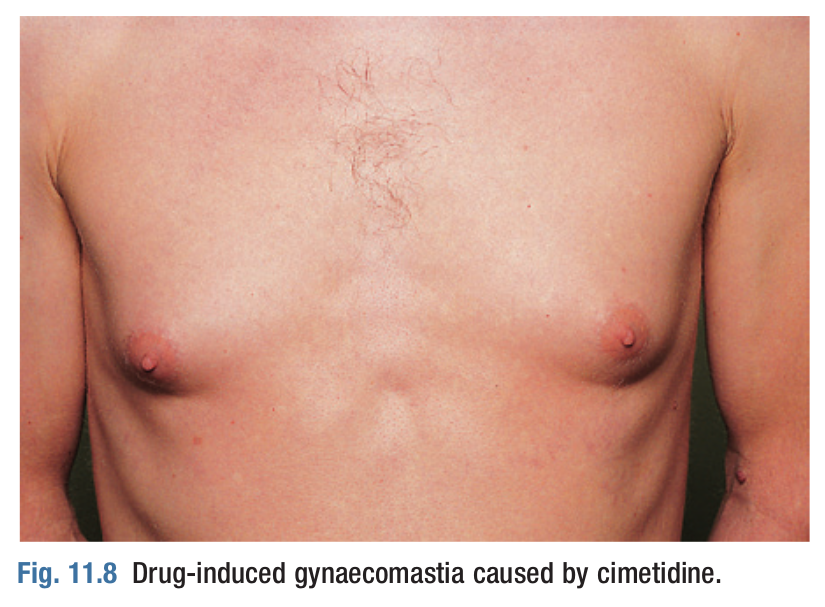 Fig. 11.8 Drug-induced gynaecomastia caused by cimetidine.